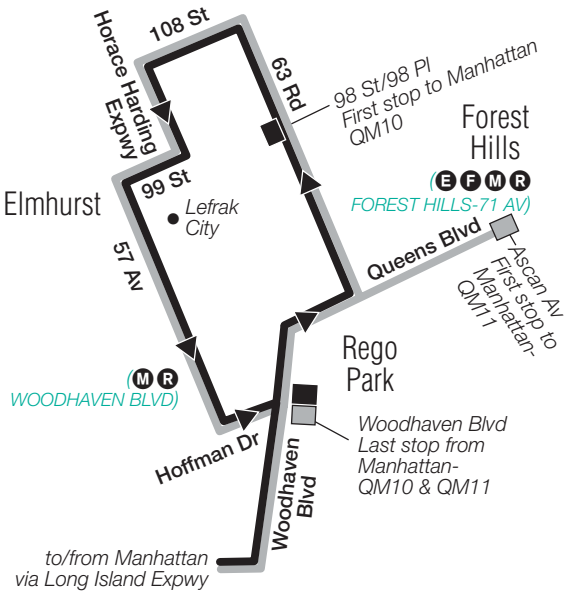 108 St
Horace Harding
Expwy
63 Rd
98 St/98 Pl
First stop to Manhattan
QM10
Forest
Hills
(E F M R
FOREST HILLS-71 AV)
99 St
Elmhurst
Lefrak
City
57 Av
Queens Blvd
Ascan Av
First stop to
Manhattan-
QM11
Rego
Park
(M R
WOODHAVEN BLVD)
Hoffman Dr
Woodhaven
Blvd
Woodhaven Blvd
Last stop from
Manhattan-
QM10 & QM11
to/from Manhattan
via Long Island Expwy